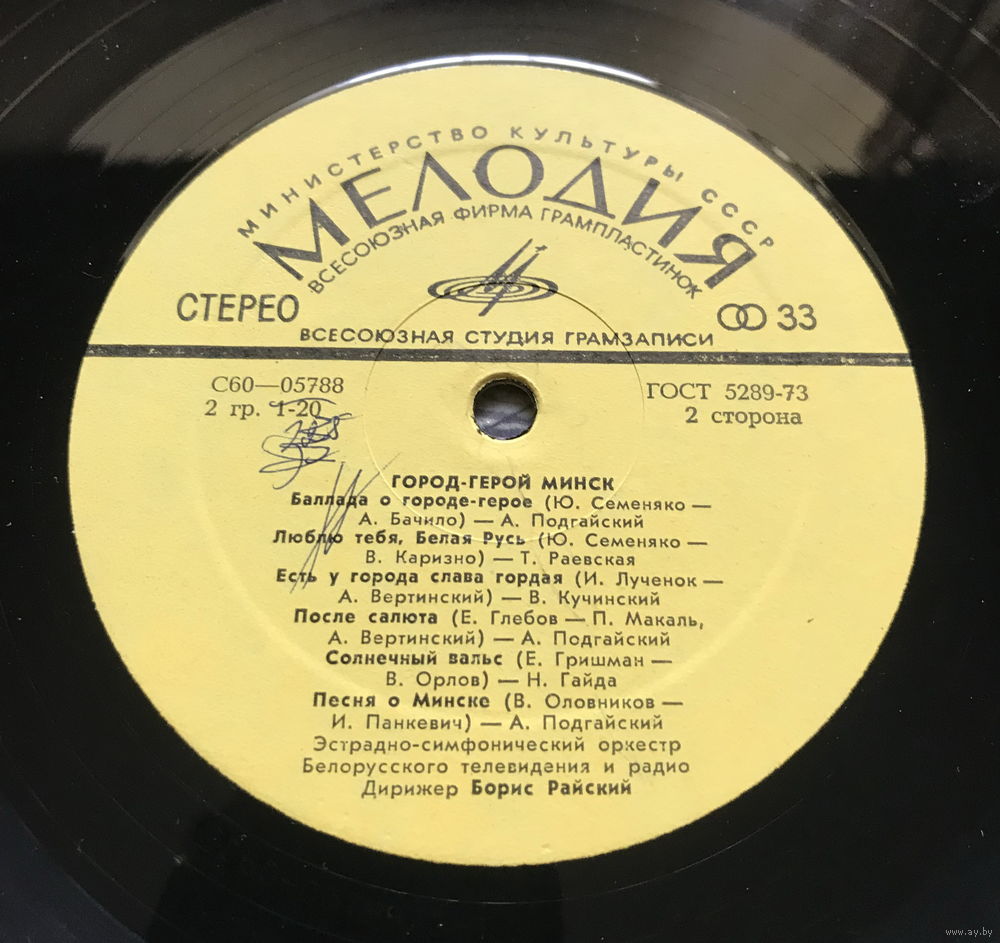 МИНИСТЕРСТВО КУЛЬТУРЫ СССР
МЕЛОДИЯ
ВСЕСОЮЗНАЯ ФИРМА ГРАМПЛАСТИНОК
СТЕРЕО
33
ВСЕСОЮЗНАЯ СТУДИЯ ГРАМЗАПИСИ
С60—05788
ГОСТ 5289-73
2 гр. 1-20
2 сторона
ГОРОД-ГЕРОЙ МИНСК
Баллада о городе-герое (Ю. Семеняко —
А. Бачило) — А. Подгайский
Люблю тебя, Белая Русь (Ю. Семеняко —
В. Каризно) — Т. Раевская
Есть у города слава гордая (И. Лученок —
А. Вертинский) — В. Кучинский
После салюта (Е. Глебов — П. Макаль,
А. Вертинский) — А. Подгайский
Солнечный вальс (Е. Гришман —
В. Орлов) — Н. Гайда
Песня о Минске (В. Оловников —
И. Панкевич) — А. Подгайский
Эстрадно-симфонический оркестр
Белорусского телевидения и радио
Дирижер Борис Райский
www.ay.by